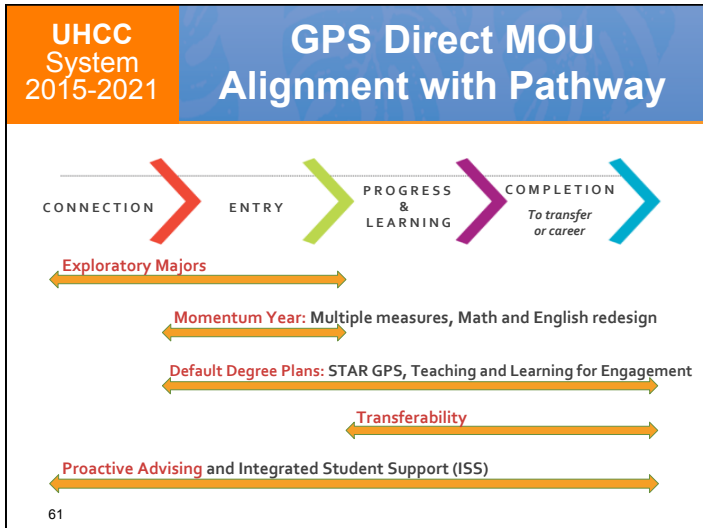 UHCC
System
2015-2021
GPS Direct MOU
Alignment with Pathway
CONNECTION
ENTRY
PROGRESS
&
LEARNING
COMPLETION
To transfer
or career
Exploratory Majors
Momentum Year: Multiple measures, Math and English redesign
Default Degree Plans: STAR GPS, Teaching and Learning for Engagement
Transferability
Proactive Advising and Integrated Student Support (ISS)
61